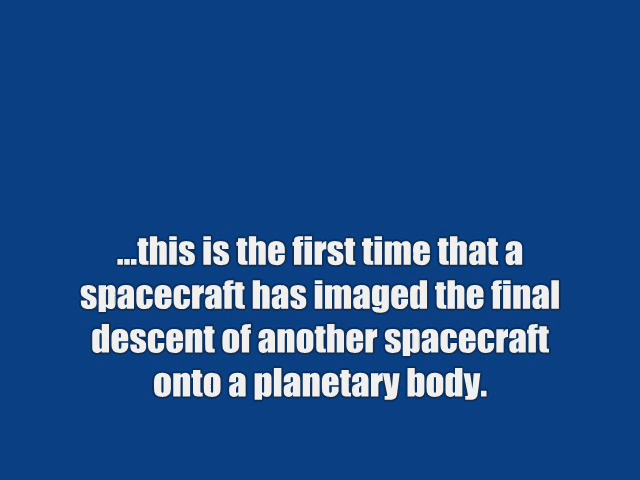 ...this is the first time that a
spacecraft has imaged the final
descent of another spacecraft
onto a planetary body.